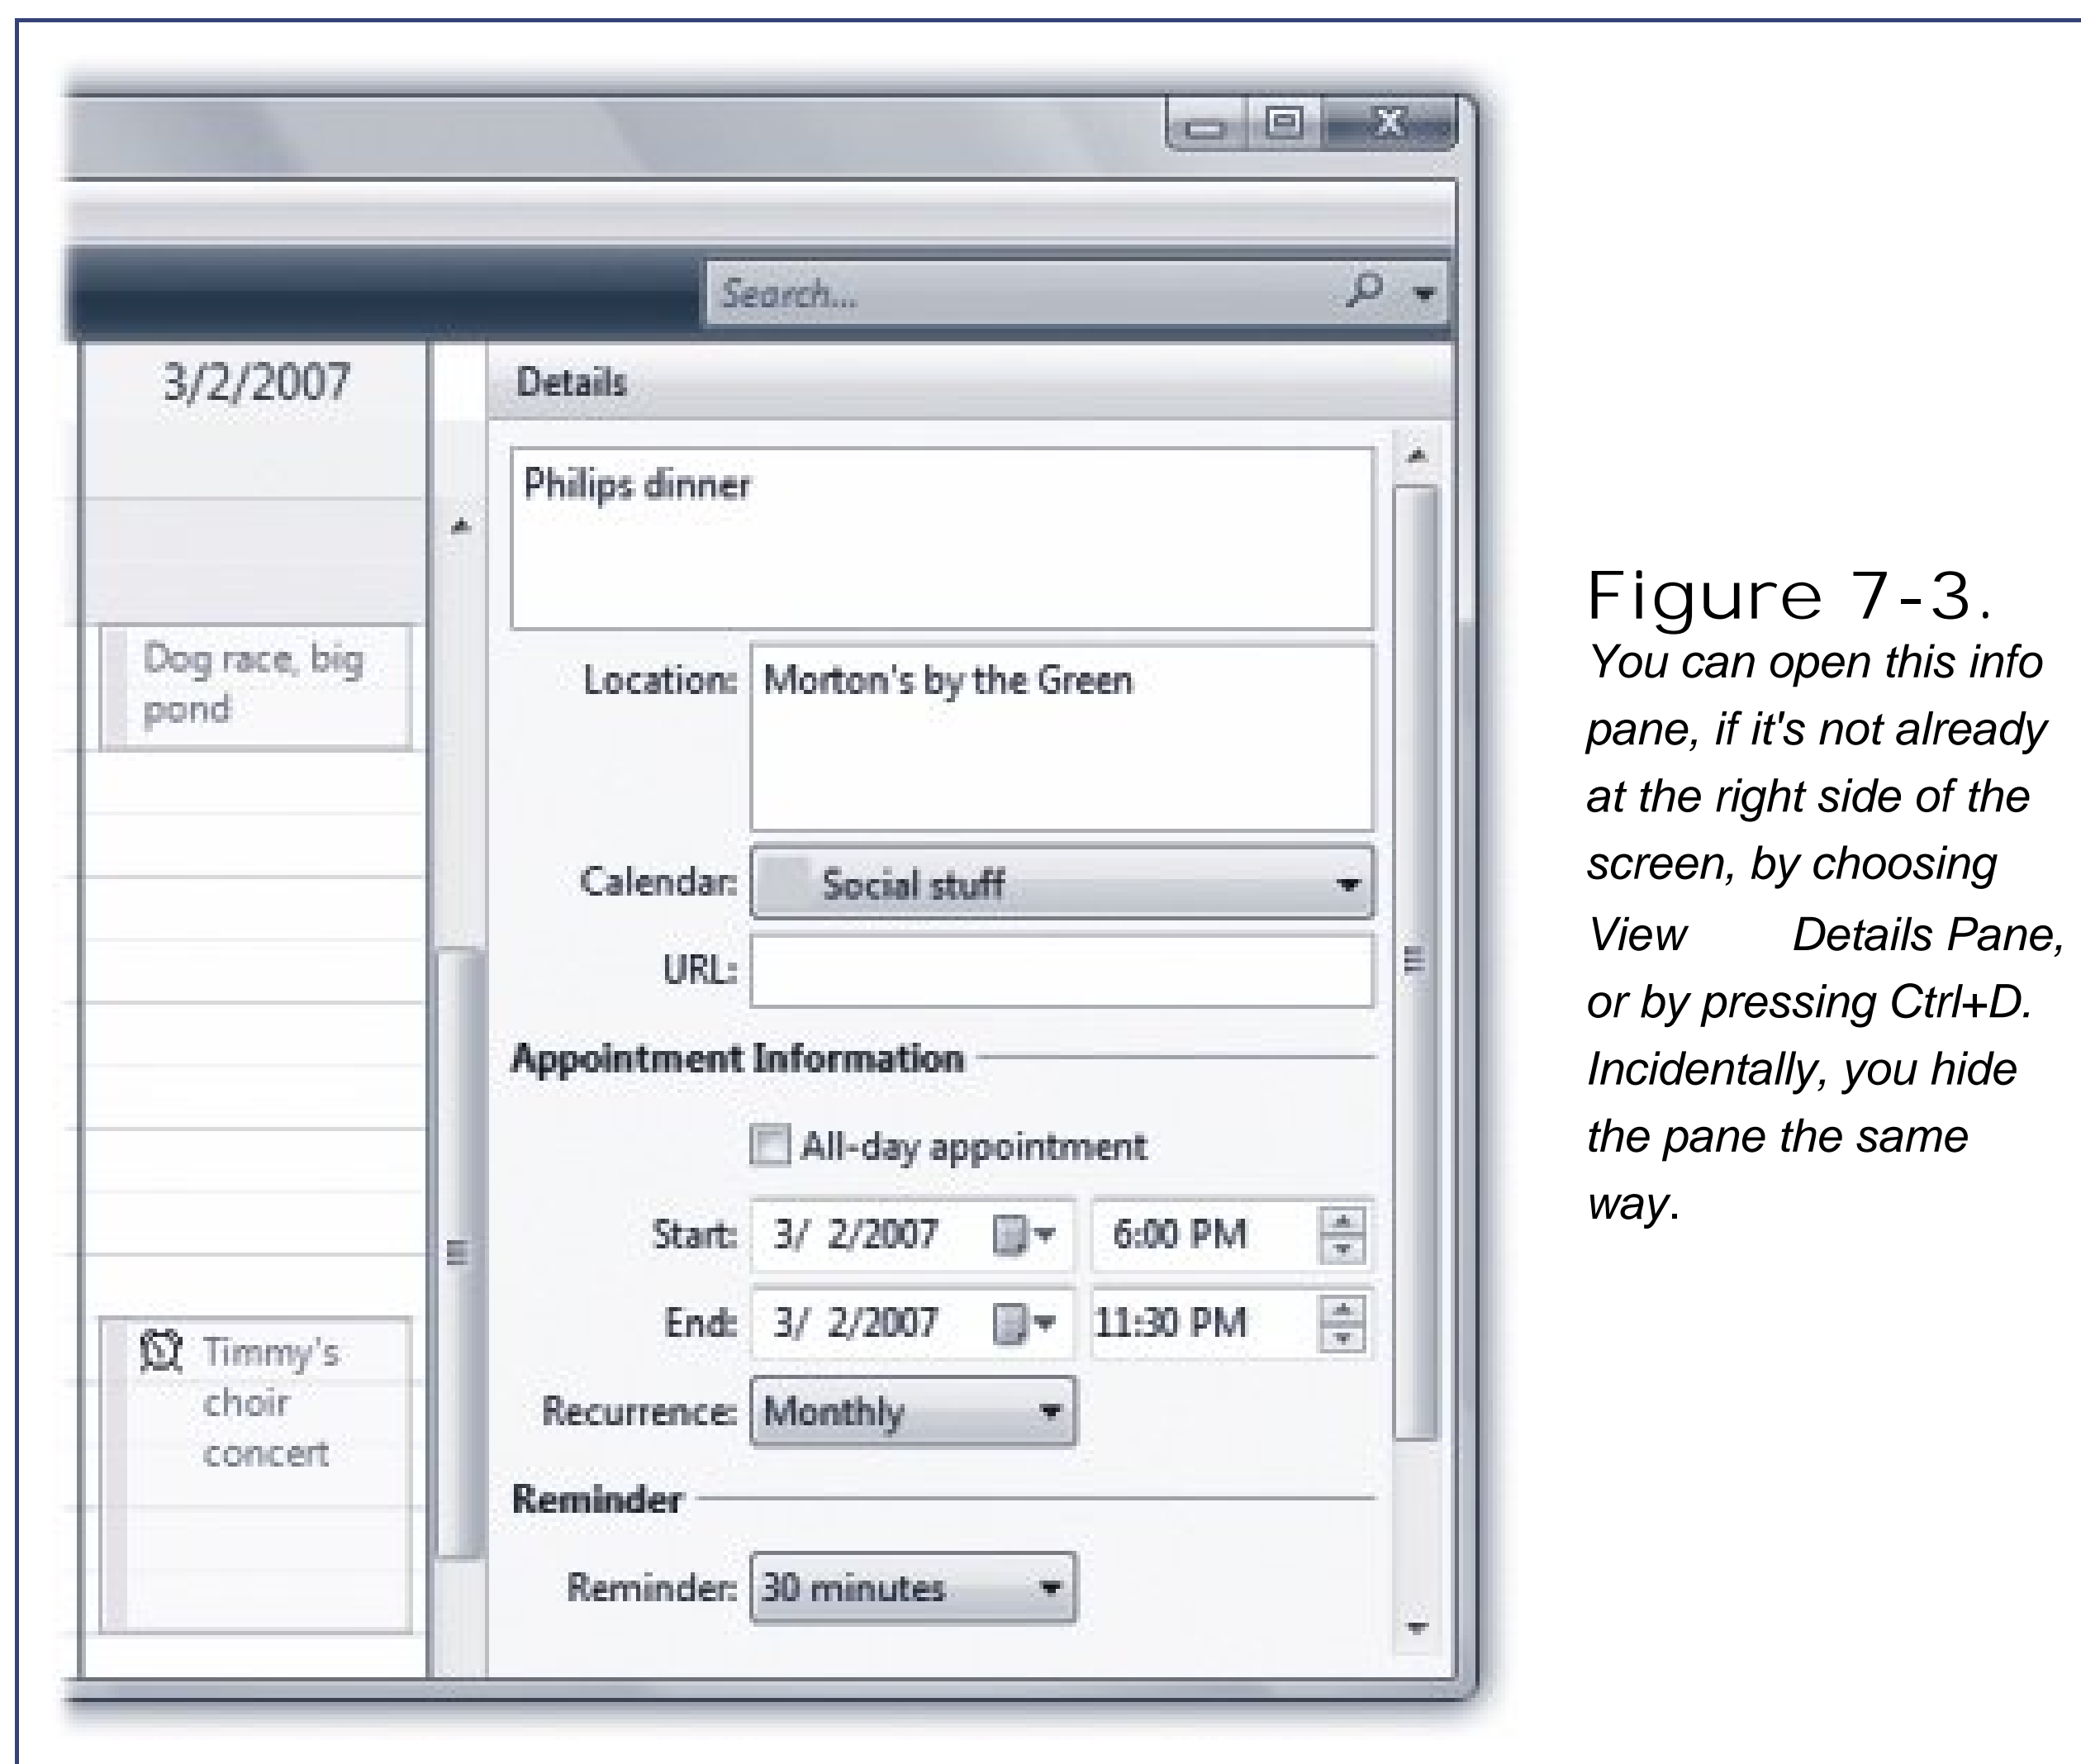 Search...
3/2/2007
Details
Philips dinner
Dog race, big
pond
Location: Morton's by the Green
Calendar: Social stuff
URL:
Appointment Information
All-day appointment
Start: 3/ 2/2007 6:00 PM
End: 3/ 2/2007 11:30 PM
Timmy's
choir
concert
Recurrence: Monthly
Reminder
Reminder: 30 minutes
Figure 7-3.
You can open this info
pane, if it's not already
at the right side of the
screen, by choosing
View Details Pane,
or by pressing Ctrl+D.
Incidentally, you hide
the pane the same
way.